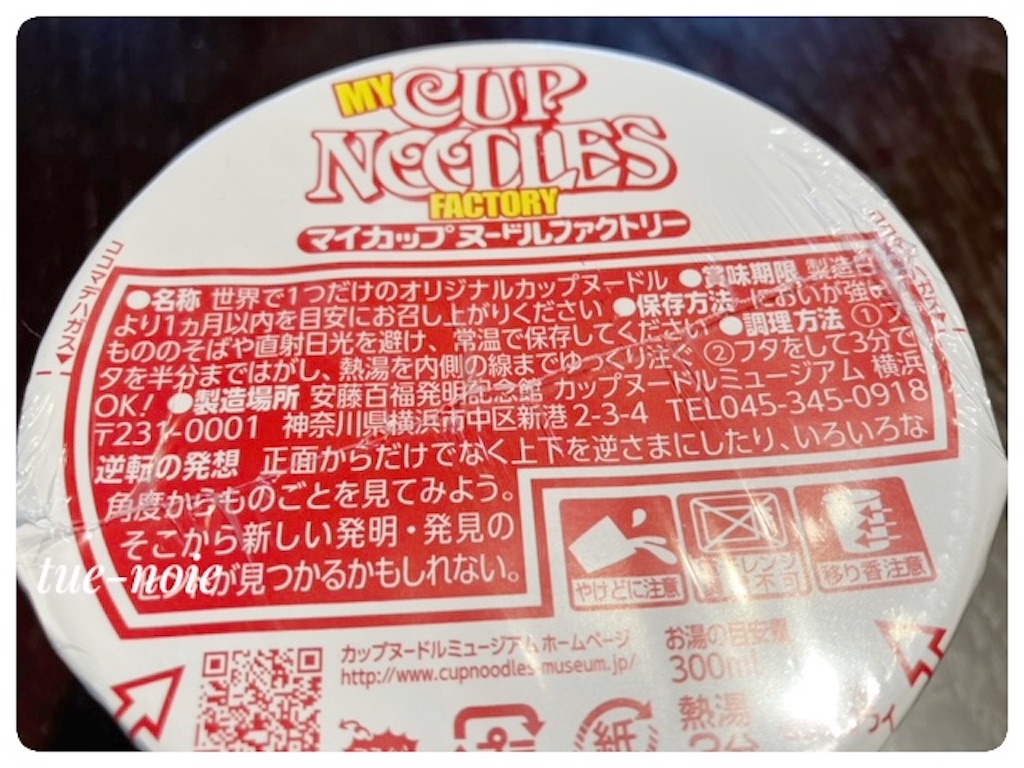 MY CUP
NOODLES
FACTORY
マイカップヌードルファクトリー
ココマデハガス
●名称 世界で1つだけのオリジナルカップヌードル ●賞味期限 製造日
より1ヵ月以内を目安にお召し上がりください ●保存方法 においが強い
もののそばや直射日光を避け、常温で保存してください ●調理方法 ①フ
タを半分まではがし、熱湯を内側の線までゆっくり注ぐ ②フタをして3分で
OK! ●製造場所 安藤百福発明記念館 カップヌードルミュージアム 横浜
〒231-0001 神奈川県横浜市中区新港2-3-4 TEL045-345-0918
逆転の発想 正面からだけでなく上下を逆さまにしたり、いろいろな
角度からものごとを見てみよう。
そこから新しい発明・発見の
が見つかるかもしれない。
tue-noie
やけどに注意
レンジ
不可
移り香注意
カップヌードルミュージアム ホームページ
http://www.cupnoodles-museum.jp/
お湯の目安量
300ml
熱湯
3分
紙